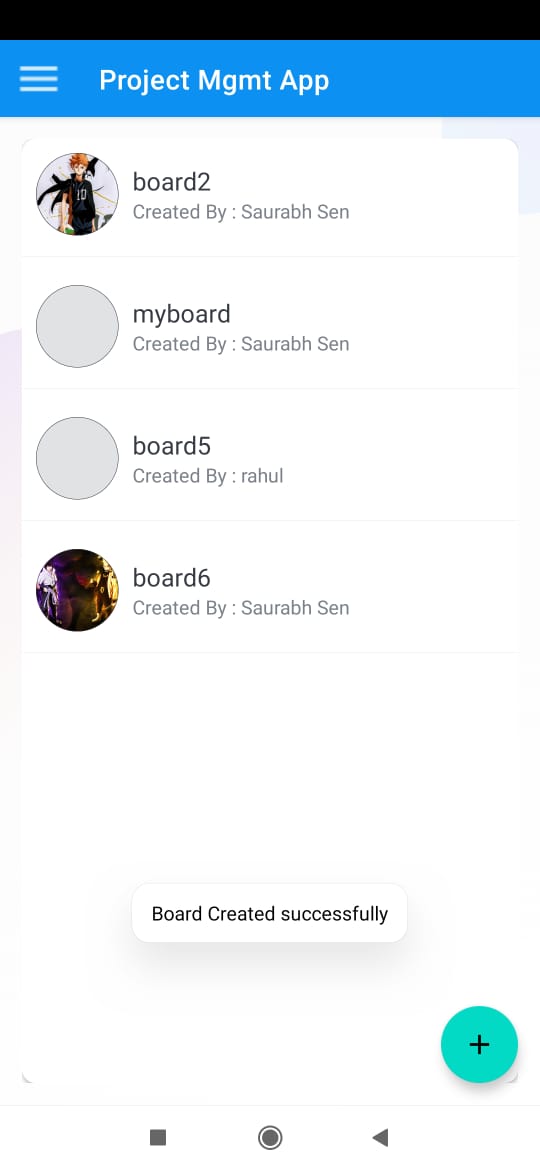 Project Mgmt App
board2
Created By : Saurabh Sen
myboard
Created By : Saurabh Sen
board5
Created By : rahul
board6
Created By : Saurabh Sen
Board Created successfully
+